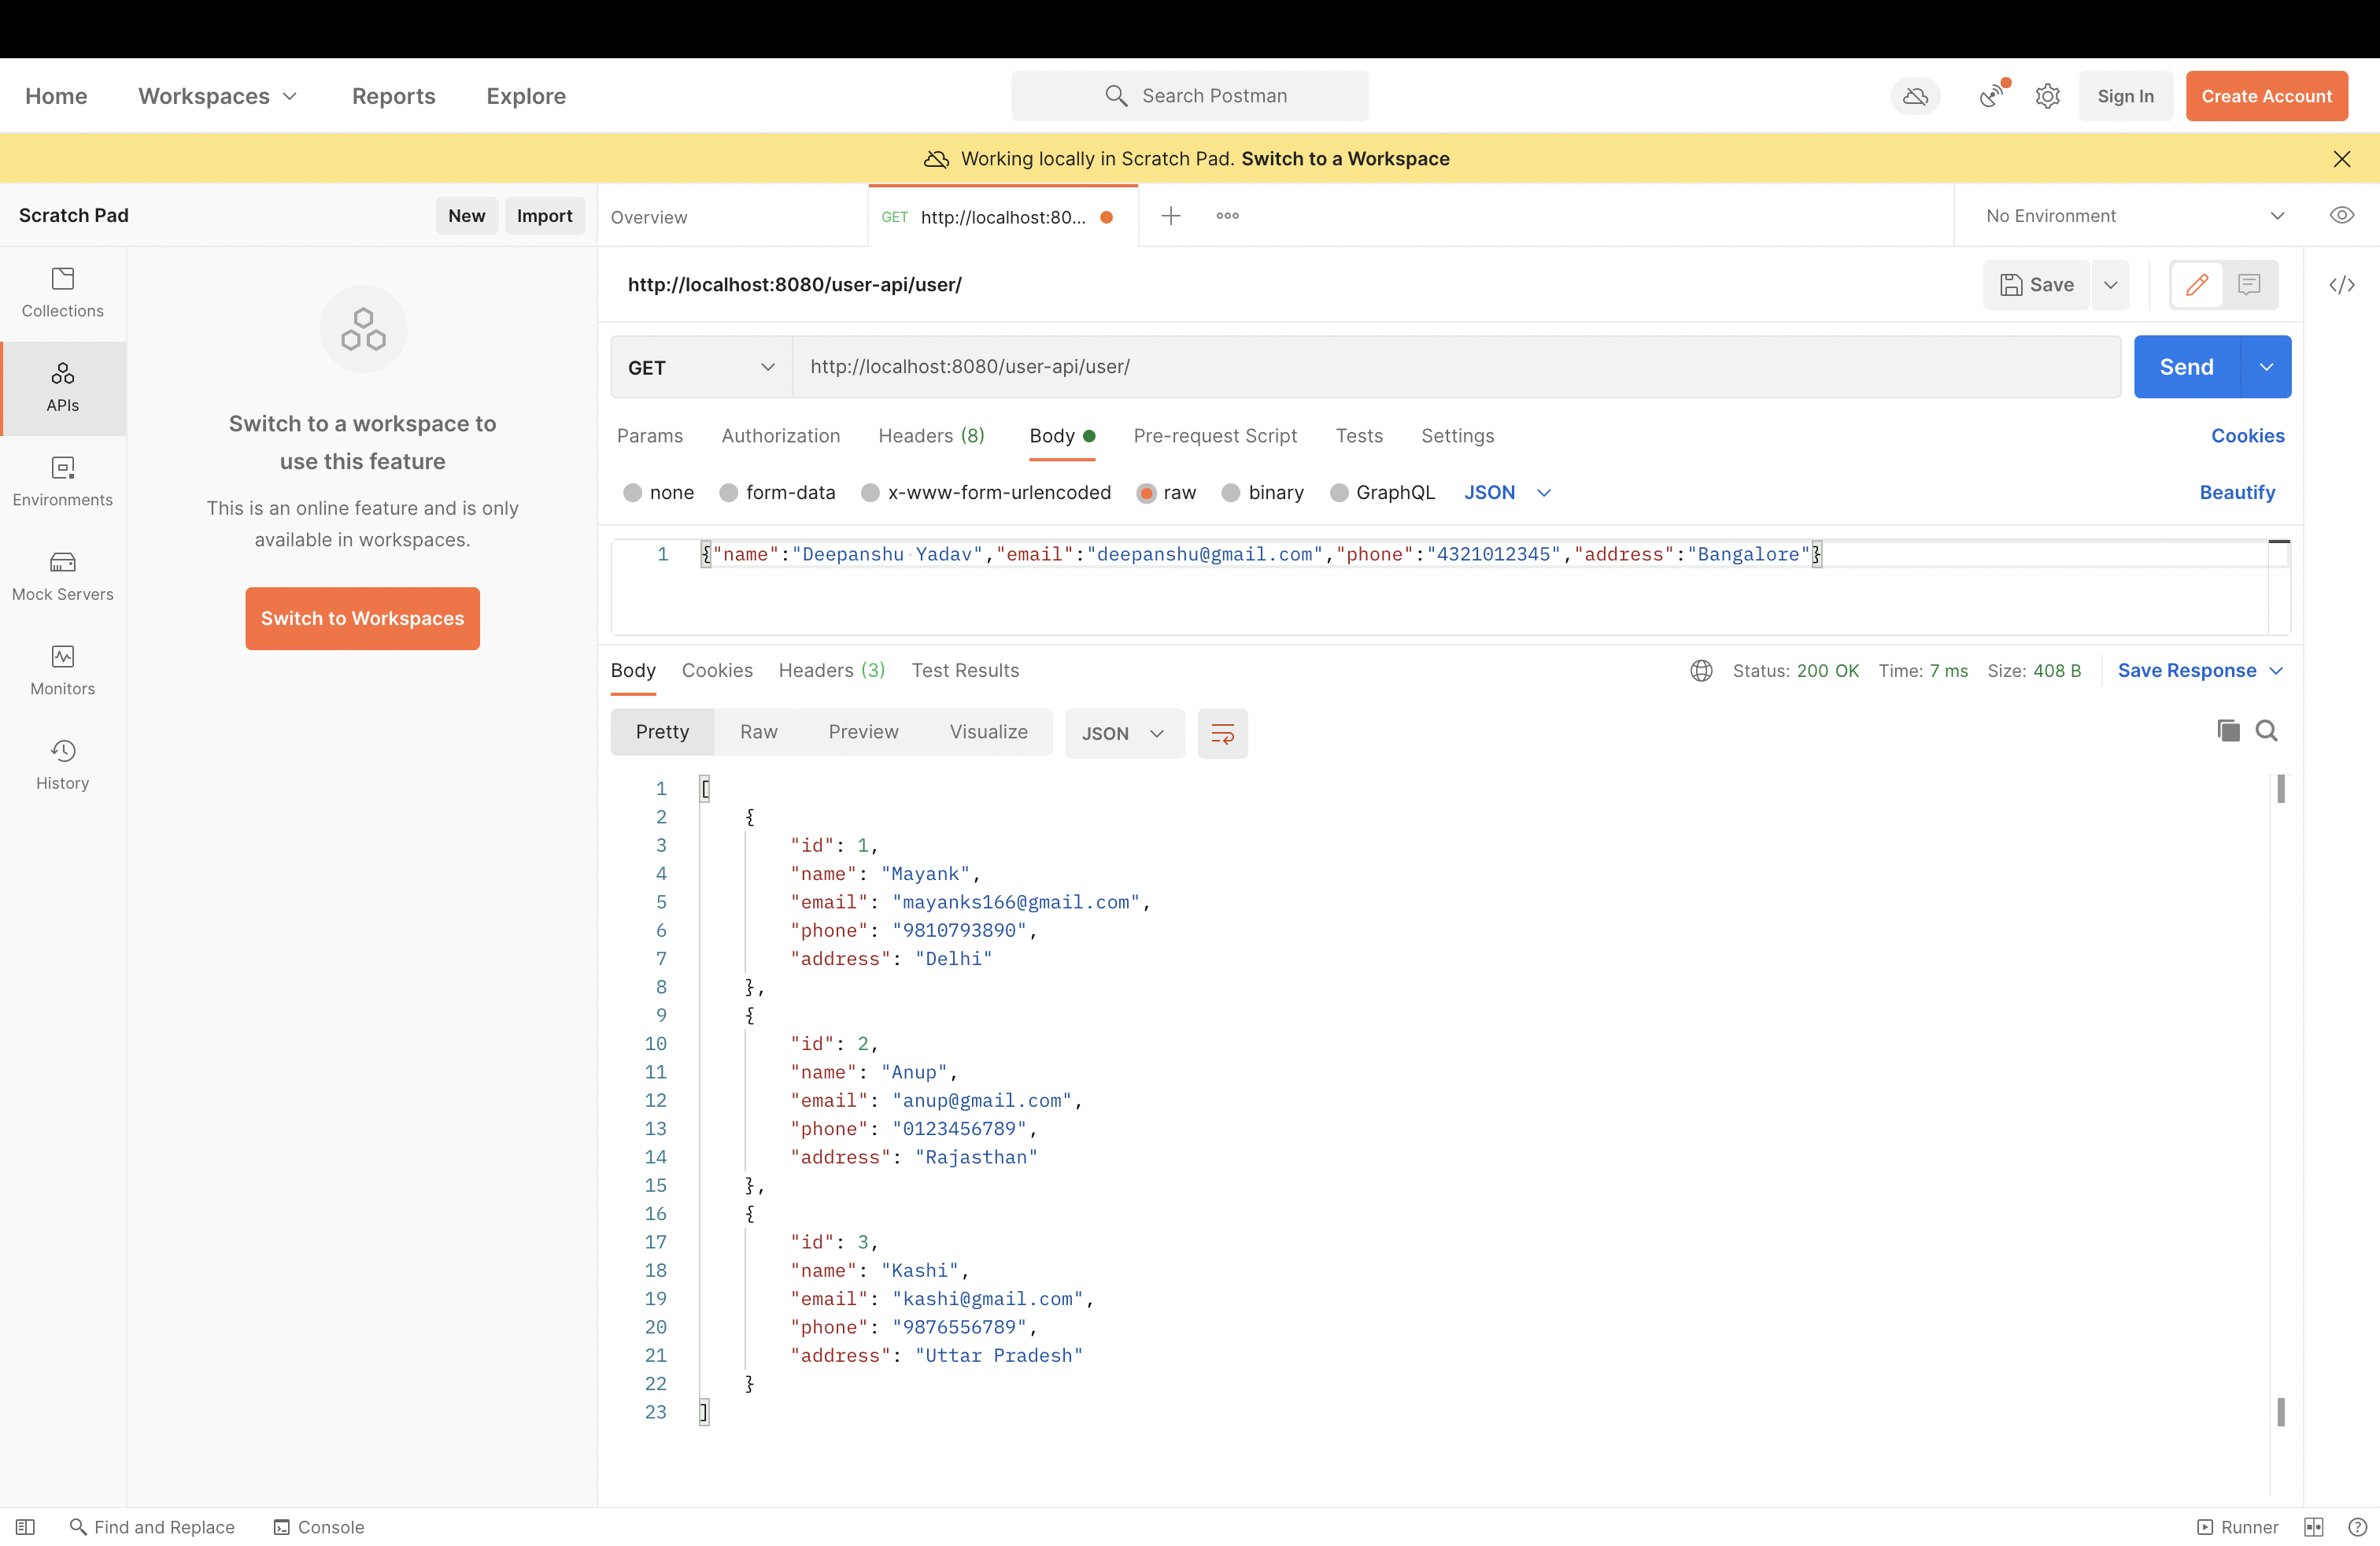 Home Workspaces Reports Explore Search Postman Sign In Create Account
Working locally in Scratch Pad. Switch to a Workspace
Scratch Pad New Import Overview GET http://localhost:80... No Environment
http://localhost:8080/user-api/user/ Save
Collections
APIs
Environments
Mock Servers
Monitors
History
Switch to a workspace to
use this feature
This is an online feature and is only
available in workspaces.
Switch to Workspaces
GET http://localhost:8080/user-api/user/ Send
Params Authorization Headers (8) Body Pre-request Script Tests Settings Cookies
none form-data x-www-form-urlencoded raw binary GraphQL JSON Beautify
1 {"name":"Deepanshu Yadav","email":"deepanshu@gmail.com","phone":"4321012345","address":"Bangalore"}
Body Cookies Headers (3) Test Results Status: 200 OK Time: 7 ms Size: 408 B Save Response
Pretty Raw Preview Visualize JSON
1 [
2 {
3 "id": 1,
4 "name": "Mayank",
5 "email": "mayanks166@gmail.com",
6 "phone": "9810793890",
7 "address": "Delhi"
8 },
9 {
10 "id": 2,
11 "name": "Anup",
12 "email": "anup@gmail.com",
13 "phone": "0123456789",
14 "address": "Rajasthan"
15 },
16 {
17 "id": 3,
18 "name": "Kashi",
19 "email": "kashi@gmail.com",
20 "phone": "9876556789",
21 "address": "Uttar Pradesh"
22 }
23 ]
Find and Replace Console Runner